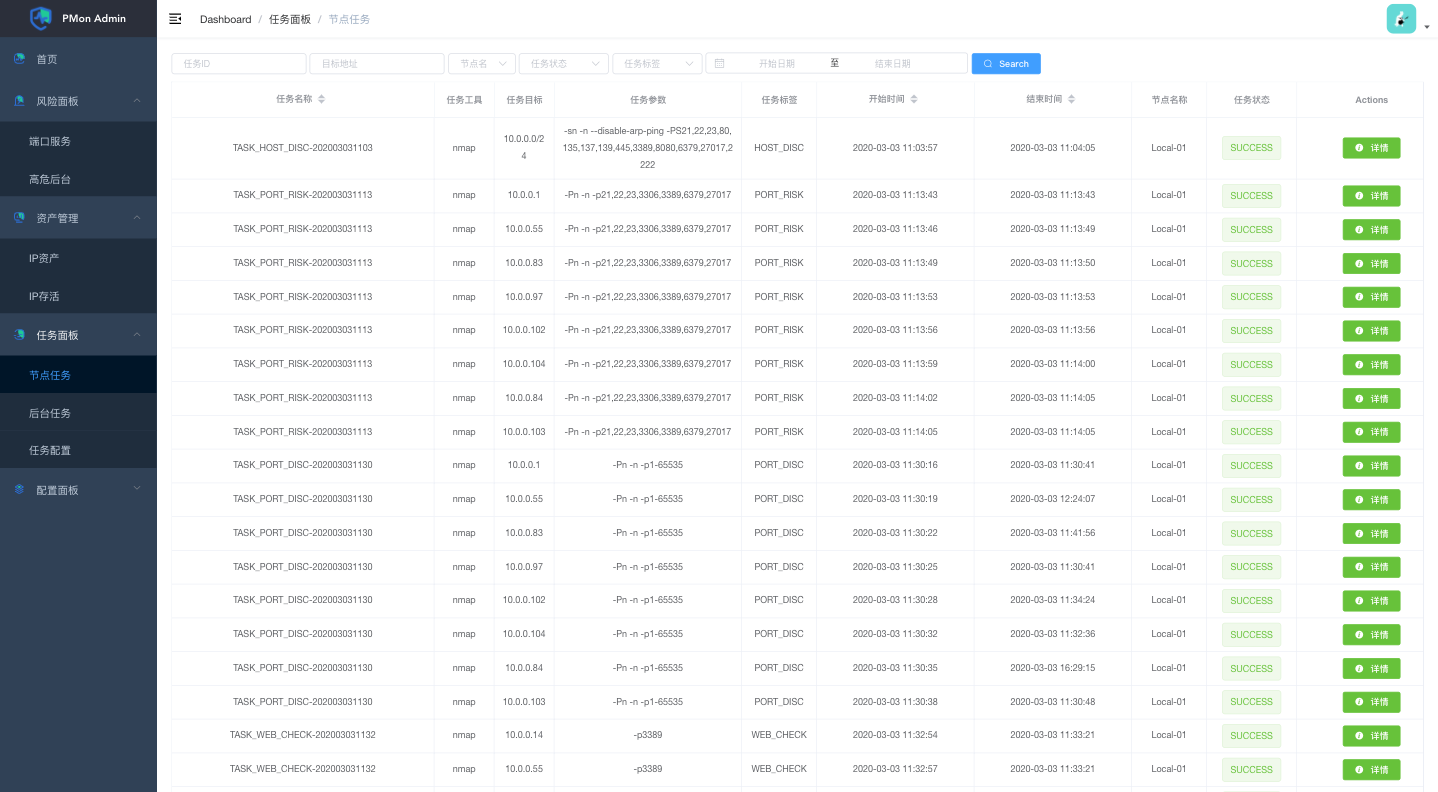 PMon Admin
Dashboard / 任务面板 / 节点任务
首页
风险面板
端口服务
高危后台
资产管理
IP资产
IP存活
任务面板
节点任务
后台任务
任务配置
配置面板
任务ID 目标地址 节点名 任务状态 任务标签 开始日期 至 结束日期 Search
任务名称 任务工具 任务目标 任务参数 任务标签 开始时间 结束时间 节点名称 任务状态 Actions
-sn -n --disable-arp-ping -PS21,22,23,80,
10.0.0.0/2
TASK_HOST_DISC-202003031103 nmap 135,137,139,445,3389,8080,6379,27017,2 HOST_DISC 2020-03-03 11:03:57 2020-03-03 11:04:05 Local-01 SUCCESS 详情
4
222
TASK_PORT_RISK-202003031113 nmap 10.0.0.1 -Pn -n -p21,22,23,3306,3389,6379,27017 PORT_RISK 2020-03-03 11:13:43 2020-03-03 11:13:43 Local-01 SUCCESS 详情
TASK_PORT_RISK-202003031113 nmap 10.0.0.55 -Pn -n -p21,22,23,3306,3389,6379,27017 PORT_RISK 2020-03-03 11:13:46 2020-03-03 11:13:49 Local-01 SUCCESS 详情
TASK_PORT_RISK-202003031113 nmap 10.0.0.83 -Pn -n -p21,22,23,3306,3389,6379,27017 PORT_RISK 2020-03-03 11:13:49 2020-03-03 11:13:50 Local-01 SUCCESS 详情
TASK_PORT_RISK-202003031113 nmap 10.0.0.97 -Pn -n -p21,22,23,3306,3389,6379,27017 PORT_RISK 2020-03-03 11:13:53 2020-03-03 11:13:53 Local-01 SUCCESS 详情
TASK_PORT_RISK-202003031113 nmap 10.0.0.102 -Pn -n -p21,22,23,3306,3389,6379,27017 PORT_RISK 2020-03-03 11:13:56 2020-03-03 11:13:56 Local-01 SUCCESS 详情
TASK_PORT_RISK-202003031113 nmap 10.0.0.104 -Pn -n -p21,22,23,3306,3389,6379,27017 PORT_RISK 2020-03-03 11:13:59 2020-03-03 11:14:00 Local-01 SUCCESS 详情
TASK_PORT_RISK-202003031113 nmap 10.0.0.84 -Pn -n -p21,22,23,3306,3389,6379,27017 PORT_RISK 2020-03-03 11:14:02 2020-03-03 11:14:05 Local-01 SUCCESS 详情
TASK_PORT_RISK-202003031113 nmap 10.0.0.103 -Pn -n -p21,22,23,3306,3389,6379,27017 PORT_RISK 2020-03-03 11:14:05 2020-03-03 11:14:05 Local-01 SUCCESS 详情
TASK_PORT_DISC-202003031130 nmap 10.0.0.1 -Pn -n -p1-65535 PORT_DISC 2020-03-03 11:30:16 2020-03-03 11:30:41 Local-01 SUCCESS 详情
TASK_PORT_DISC-202003031130 nmap 10.0.0.55 -Pn -n -p1-65535 PORT_DISC 2020-03-03 11:30:19 2020-03-03 12:24:07 Local-01 SUCCESS 详情
TASK_PORT_DISC-202003031130 nmap 10.0.0.83 -Pn -n -p1-65535 PORT_DISC 2020-03-03 11:30:22 2020-03-03 11:41:56 Local-01 SUCCESS 详情
TASK_PORT_DISC-202003031130 nmap 10.0.0.97 -Pn -n -p1-65535 PORT_DISC 2020-03-03 11:30:25 2020-03-03 11:30:41 Local-01 SUCCESS 详情
TASK_PORT_DISC-202003031130 nmap 10.0.0.102 -Pn -n -p1-65535 PORT_DISC 2020-03-03 11:30:28 2020-03-03 11:34:24 Local-01 SUCCESS 详情
TASK_PORT_DISC-202003031130 nmap 10.0.0.104 -Pn -n -p1-65535 PORT_DISC 2020-03-03 11:30:32 2020-03-03 11:32:36 Local-01 SUCCESS 详情
TASK_PORT_DISC-202003031130 nmap 10.0.0.84 -Pn -n -p1-65535 PORT_DISC 2020-03-03 11:30:35 2020-03-03 16:29:15 Local-01 SUCCESS 详情
TASK_PORT_DISC-202003031130 nmap 10.0.0.103 -Pn -n -p1-65535 PORT_DISC 2020-03-03 11:30:38 2020-03-03 11:30:48 Local-01 SUCCESS 详情
TASK_WEB_CHECK-202003031132 nmap 10.0.0.14 -p3389 WEB_CHECK 2020-03-03 11:32:54 2020-03-03 11:33:21 Local-01 SUCCESS 详情
TASK_WEB_CHECK-202003031132 nmap 10.0.0.55 -p3389 WEB_CHECK 2020-03-03 11:32:57 2020-03-03 11:33:21 Local-01 SUCCESS 详情